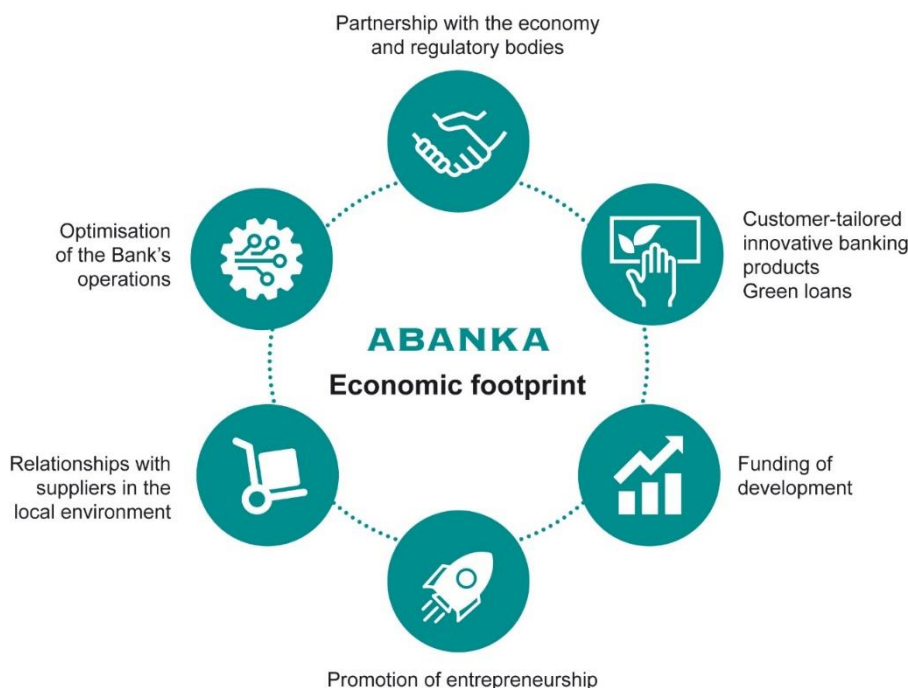 Partnership with the economy
and regulatory bodies
Customer-tailored
innovative banking
products
Green loans
Optimisation
of the Bank's
operations
ABANKA
Economic footprint
Relationships with
suppliers in the
local environment
Funding of
development
Promotion of entrepreneurship